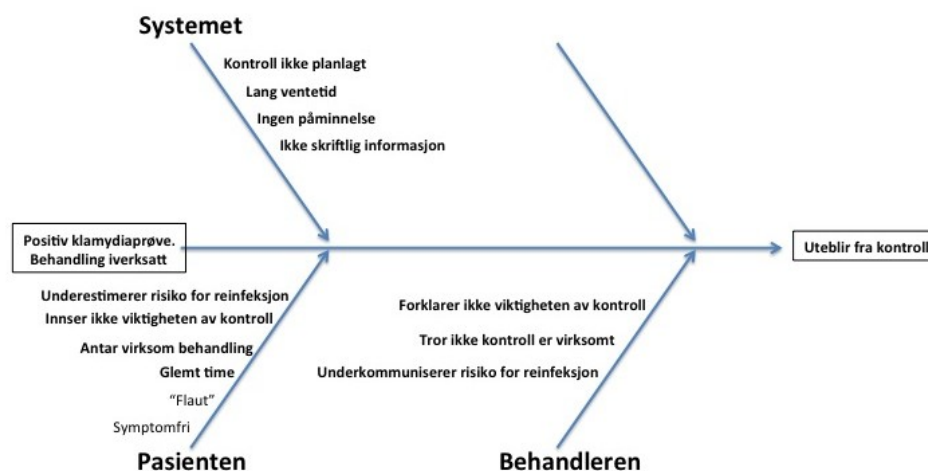 Systemet
Kontroll ikke planlagt
Lang ventetid
Ingen påminnelse
Ikke skriftlig informasjon
Positiv klamydiaprøve.
Behandling iverksatt
Uteblir fra kontroll
Underestimerer risiko for reinfeksjon
Innser ikke viktigheten av kontroll
Antar virksom behandling
Glemt time
“Flaut”
Symptomfri
Pasienten
Forklarer ikke viktigheten av kontroll
Tror ikke kontroll er virksomt
Underkommuniserer risiko for reinfeksjon
Behandleren